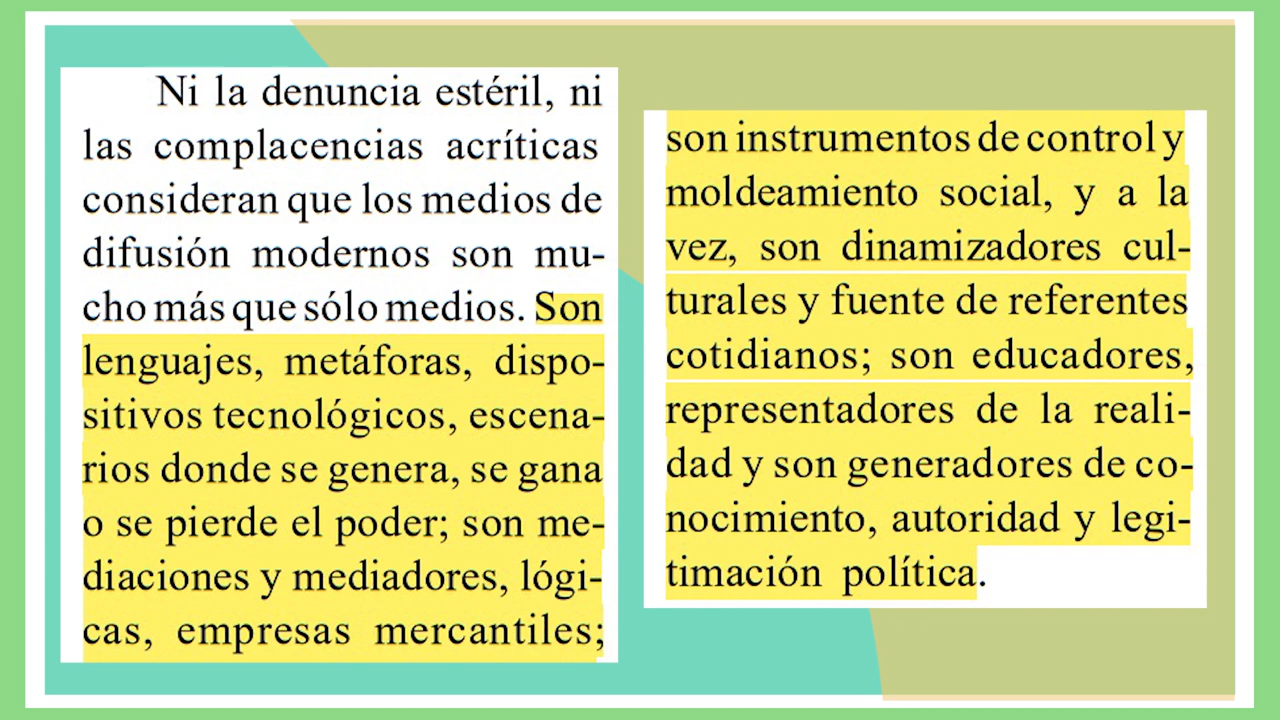 Ni la denuncia estéril, ni
las complacencias acríticas
consideran que los medios de
difusión modernos son mu-
cho más que sólo medios. Son
lenguajes, metáforas, dispo-
sitivos tecnológicos, escena-
rios donde se genera, se gana
o se pierde el poder; son me-
diaciones y mediadores, lógi-
cas, empresas mercantiles;
son instrumentos de control y
moldeamiento social, y a la
vez, son dinamizadores cul-
turales y fuente de referentes
cotidianos; son educadores,
representadores de la reali-
dad y son generadores de co-
nocimiento, autoridad y legi-
timación política.